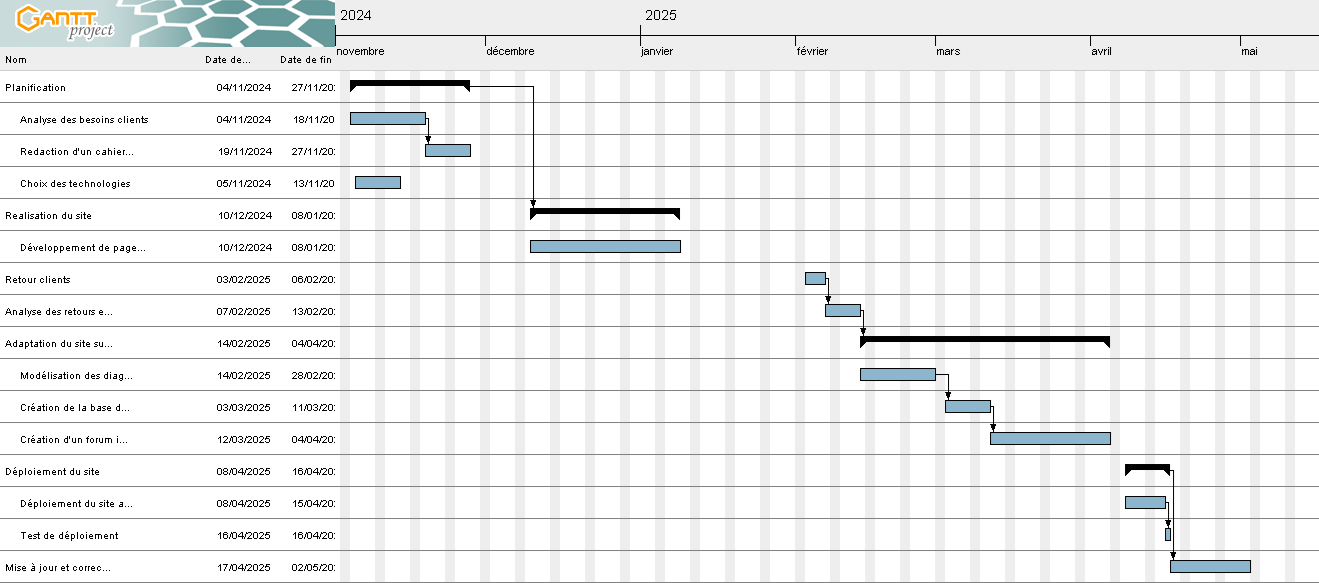 GANTT project
2024 2025
novembre décembre janvier février mars avril mai
Nom Date de... Date de fin
Planification 04/11/2024 27/11/20
Analyse des besoins clients 04/11/2024 18/11/20
Redaction d'un cahier... 19/11/2024 27/11/20
Choix des technologies 05/11/2024 13/11/20
Realisation du site 10/12/2024 08/01/20
Développement de page... 10/12/2024 08/01/20
Retour clients 03/02/2025 06/02/20
Analyse des retours e... 07/02/2025 13/02/20
Adaptation du site su... 14/02/2025 04/04/20
Modélisation des diag... 14/02/2025 28/02/20
Création de la base d... 03/03/2025 11/03/20
Création d'un forum i... 12/03/2025 04/04/20
Déploiement du site 08/04/2025 16/04/20
Déploiement du site a... 08/04/2025 15/04/20
Test de déploiement 16/04/2025 16/04/20
Mise à jour et correc... 17/04/2025 02/05/20